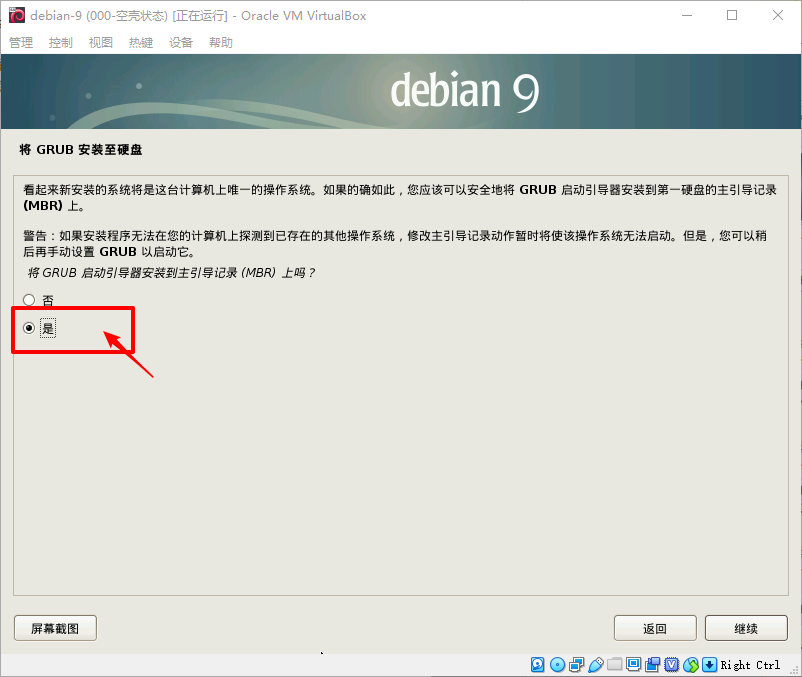 debian-9 (000-空壳状态) [正在运行] - Oracle VM VirtualBox
管理 控制 视图 热键 设备 帮助
debian 9
将 GRUB 安装至硬盘
看起来新安装的系统将是这台计算机上唯一的操作系统。如果的确如此，您应该可以安全地将 GRUB 启动引导器安装到第一硬盘的主引导记录
(MBR) 上。
警告：如果安装程序无法在您的计算机上探测到已存在的其他操作系统，修改主引导记录动作暂时将使该操作系统无法启动。但是，您可以稍
后再手动设置 GRUB 以启动它。
将 GRUB 启动引导器安装到主引导记录 (MBR) 上吗？
否
是
屏幕截图 返回 继续
Right Ctrl